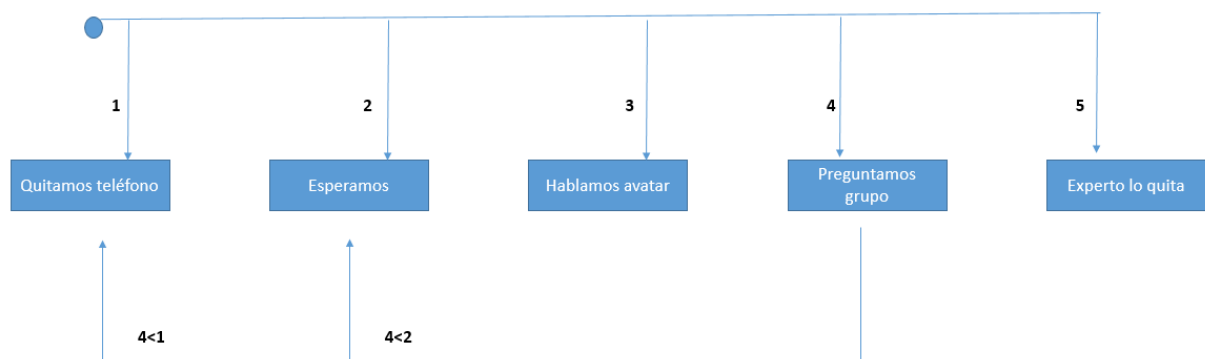 1
2
3
4
5
Quitamos teléfono
Esperamos
Hablamos avatar
Preguntamos
grupo
Experto lo quita
4<1
4<2